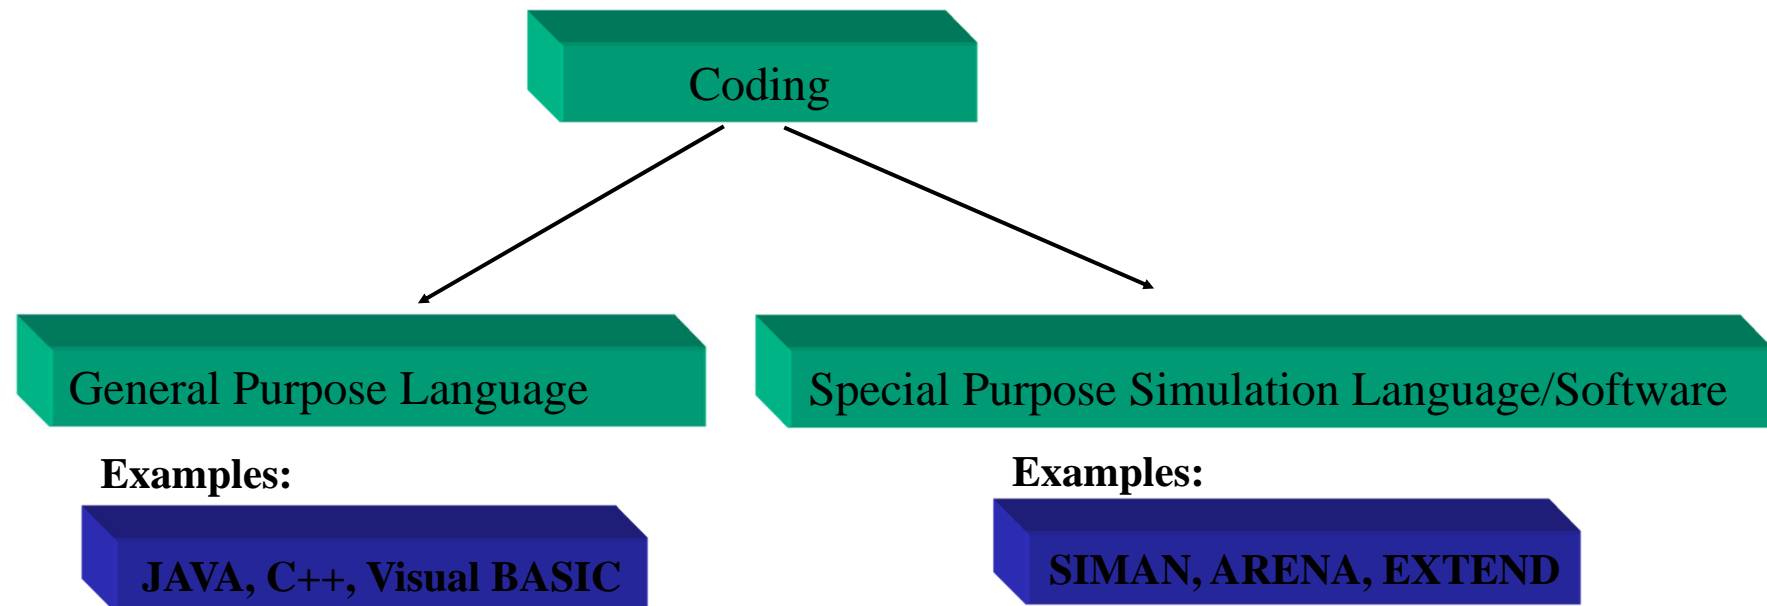 Coding
General Purpose Language
Special Purpose Simulation Language/Software
Examples:
Examples:
JAVA, C++, Visual BASIC
SIMAN, ARENA, EXTEND